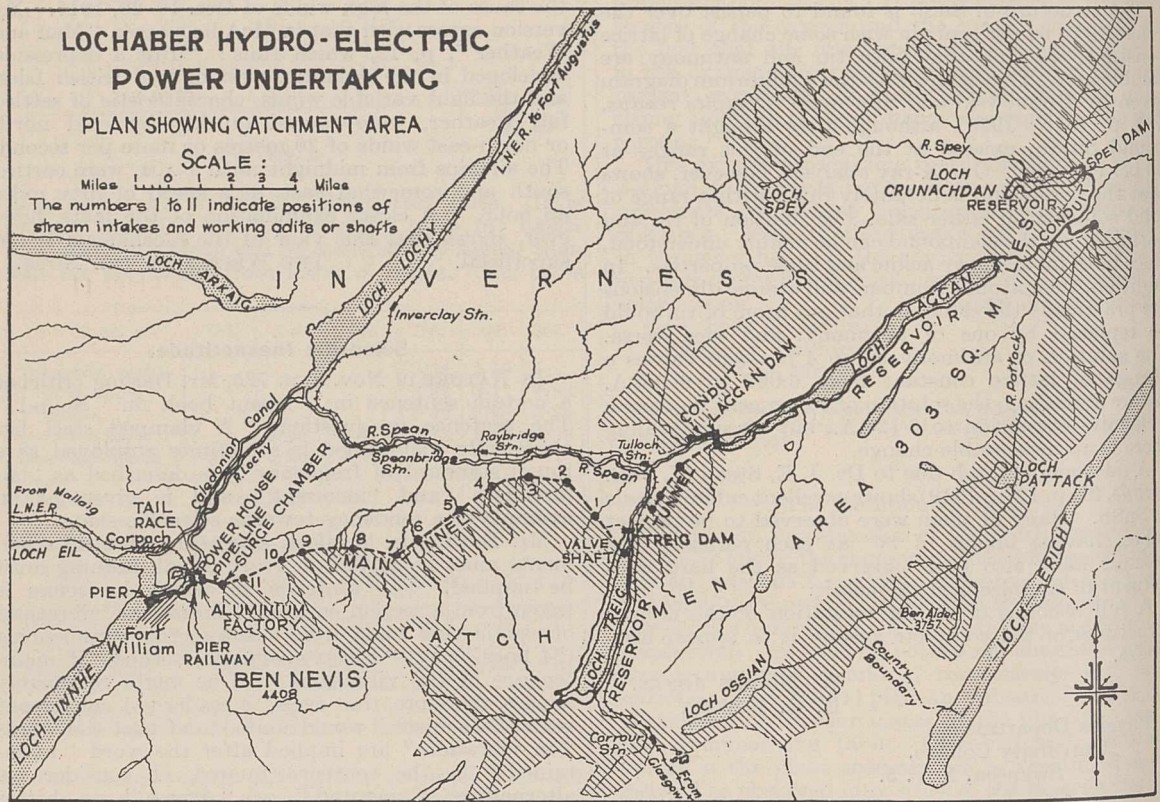 LOCHABER HYDRO-ELECTRIC
POWER UNDERTAKING
PLAN SHOWING CATCHMENT AREA
SCALE:
Miles 1 0 1 2 3 4 Miles
The numbers 1 to 11 indicate positions of
stream intakes and working adits or shafts
L.N.E.R. to Fort Augustus
LOCH ARKAIG
LOCH LOCHY
INVERNESS
Inverclay Stn.
R. Spey
LOCH
SPEY
LOCH
CRUNACHDAN
RESERVOIR
SPEY DAM
CONDUIT
LOCH LAGGAN
RESERVOIR
CONDUIT
LAGGAN DAM
R. Pattack
LOCH
PATTACK
CATCHMENT AREA 303 SQ. MILES
Caledonian Canal
R. Lochy
R. Spean
Speanbridge
Stn.
Roybridge
Stn.
R. Spean
Tulloch
Stn.
TUNNEL
From Mallaig
L.N.E.R.
LOCH EIL
TAIL
RACE
Corpach
POWER HOUSE
PIPE LINE
SURGE CHAMBER
MAIN TUNNEL
11
10
9
8
7
6
5
4
3
2
1
VALVE
SHAFT
TREIG DAM
LOCH TREIG
RESERVOIR
PIER
Fort
William
PIER
RAILWAY
ALUMINIUM
FACTORY
BEN NEVIS
4408
LOCH LINNHE
LOCH OSSIAN
Corrour
Stn.
From
Glasgow
Ben Alder
3757
County
Boundary
LOCH ERICHT